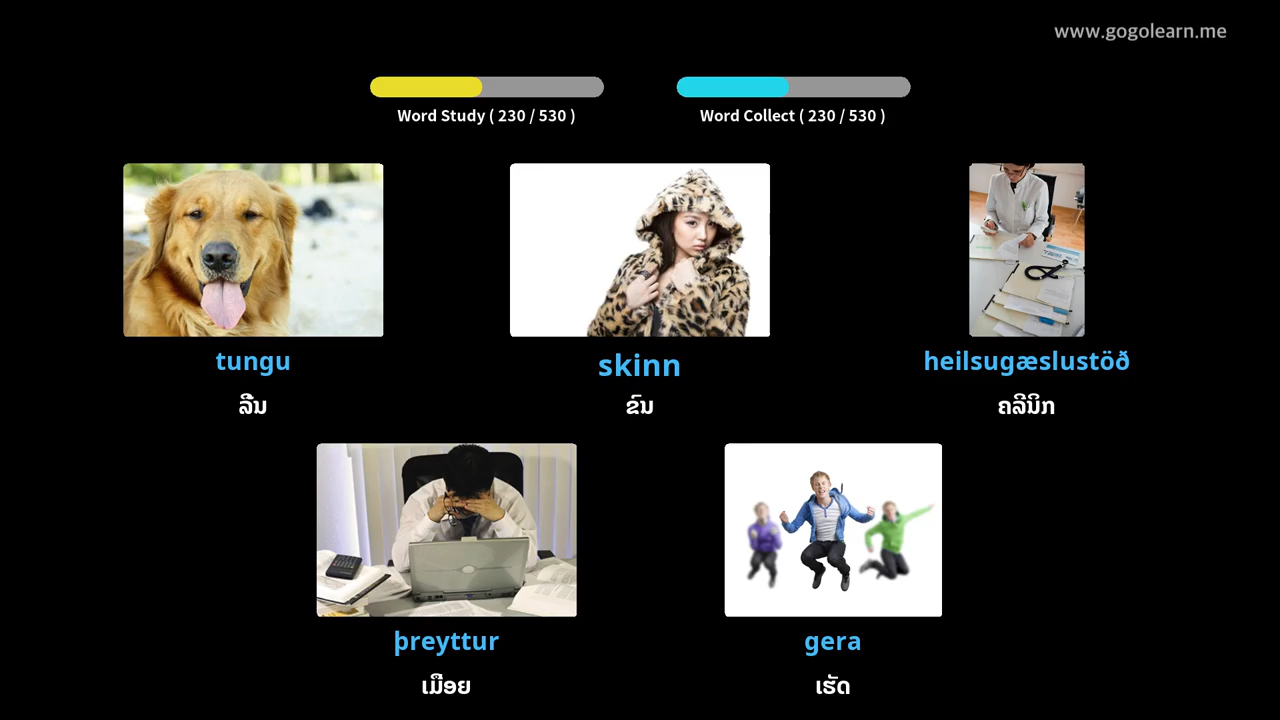 www.gogolearn.me
Word Study ( 230 / 530 )
Word Collect ( 230 / 530 )
tungu
ລີ້ນ
skinn
ຂົນ
heilsugæslustöð
ຄລີນິກ
þreyttur
ເມື່ອຍ
gera
ເຮັດ